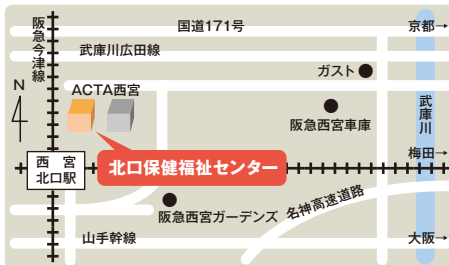 国道171号
京都→
阪急今津線
武庫川広田線
ガスト
N
ACTA西宮
阪急西宮車庫
武庫川
西宮
北口駅
北口保健福祉センター
梅田→
阪急西宮ガーデンズ
名神高速道路
山手幹線
大阪→